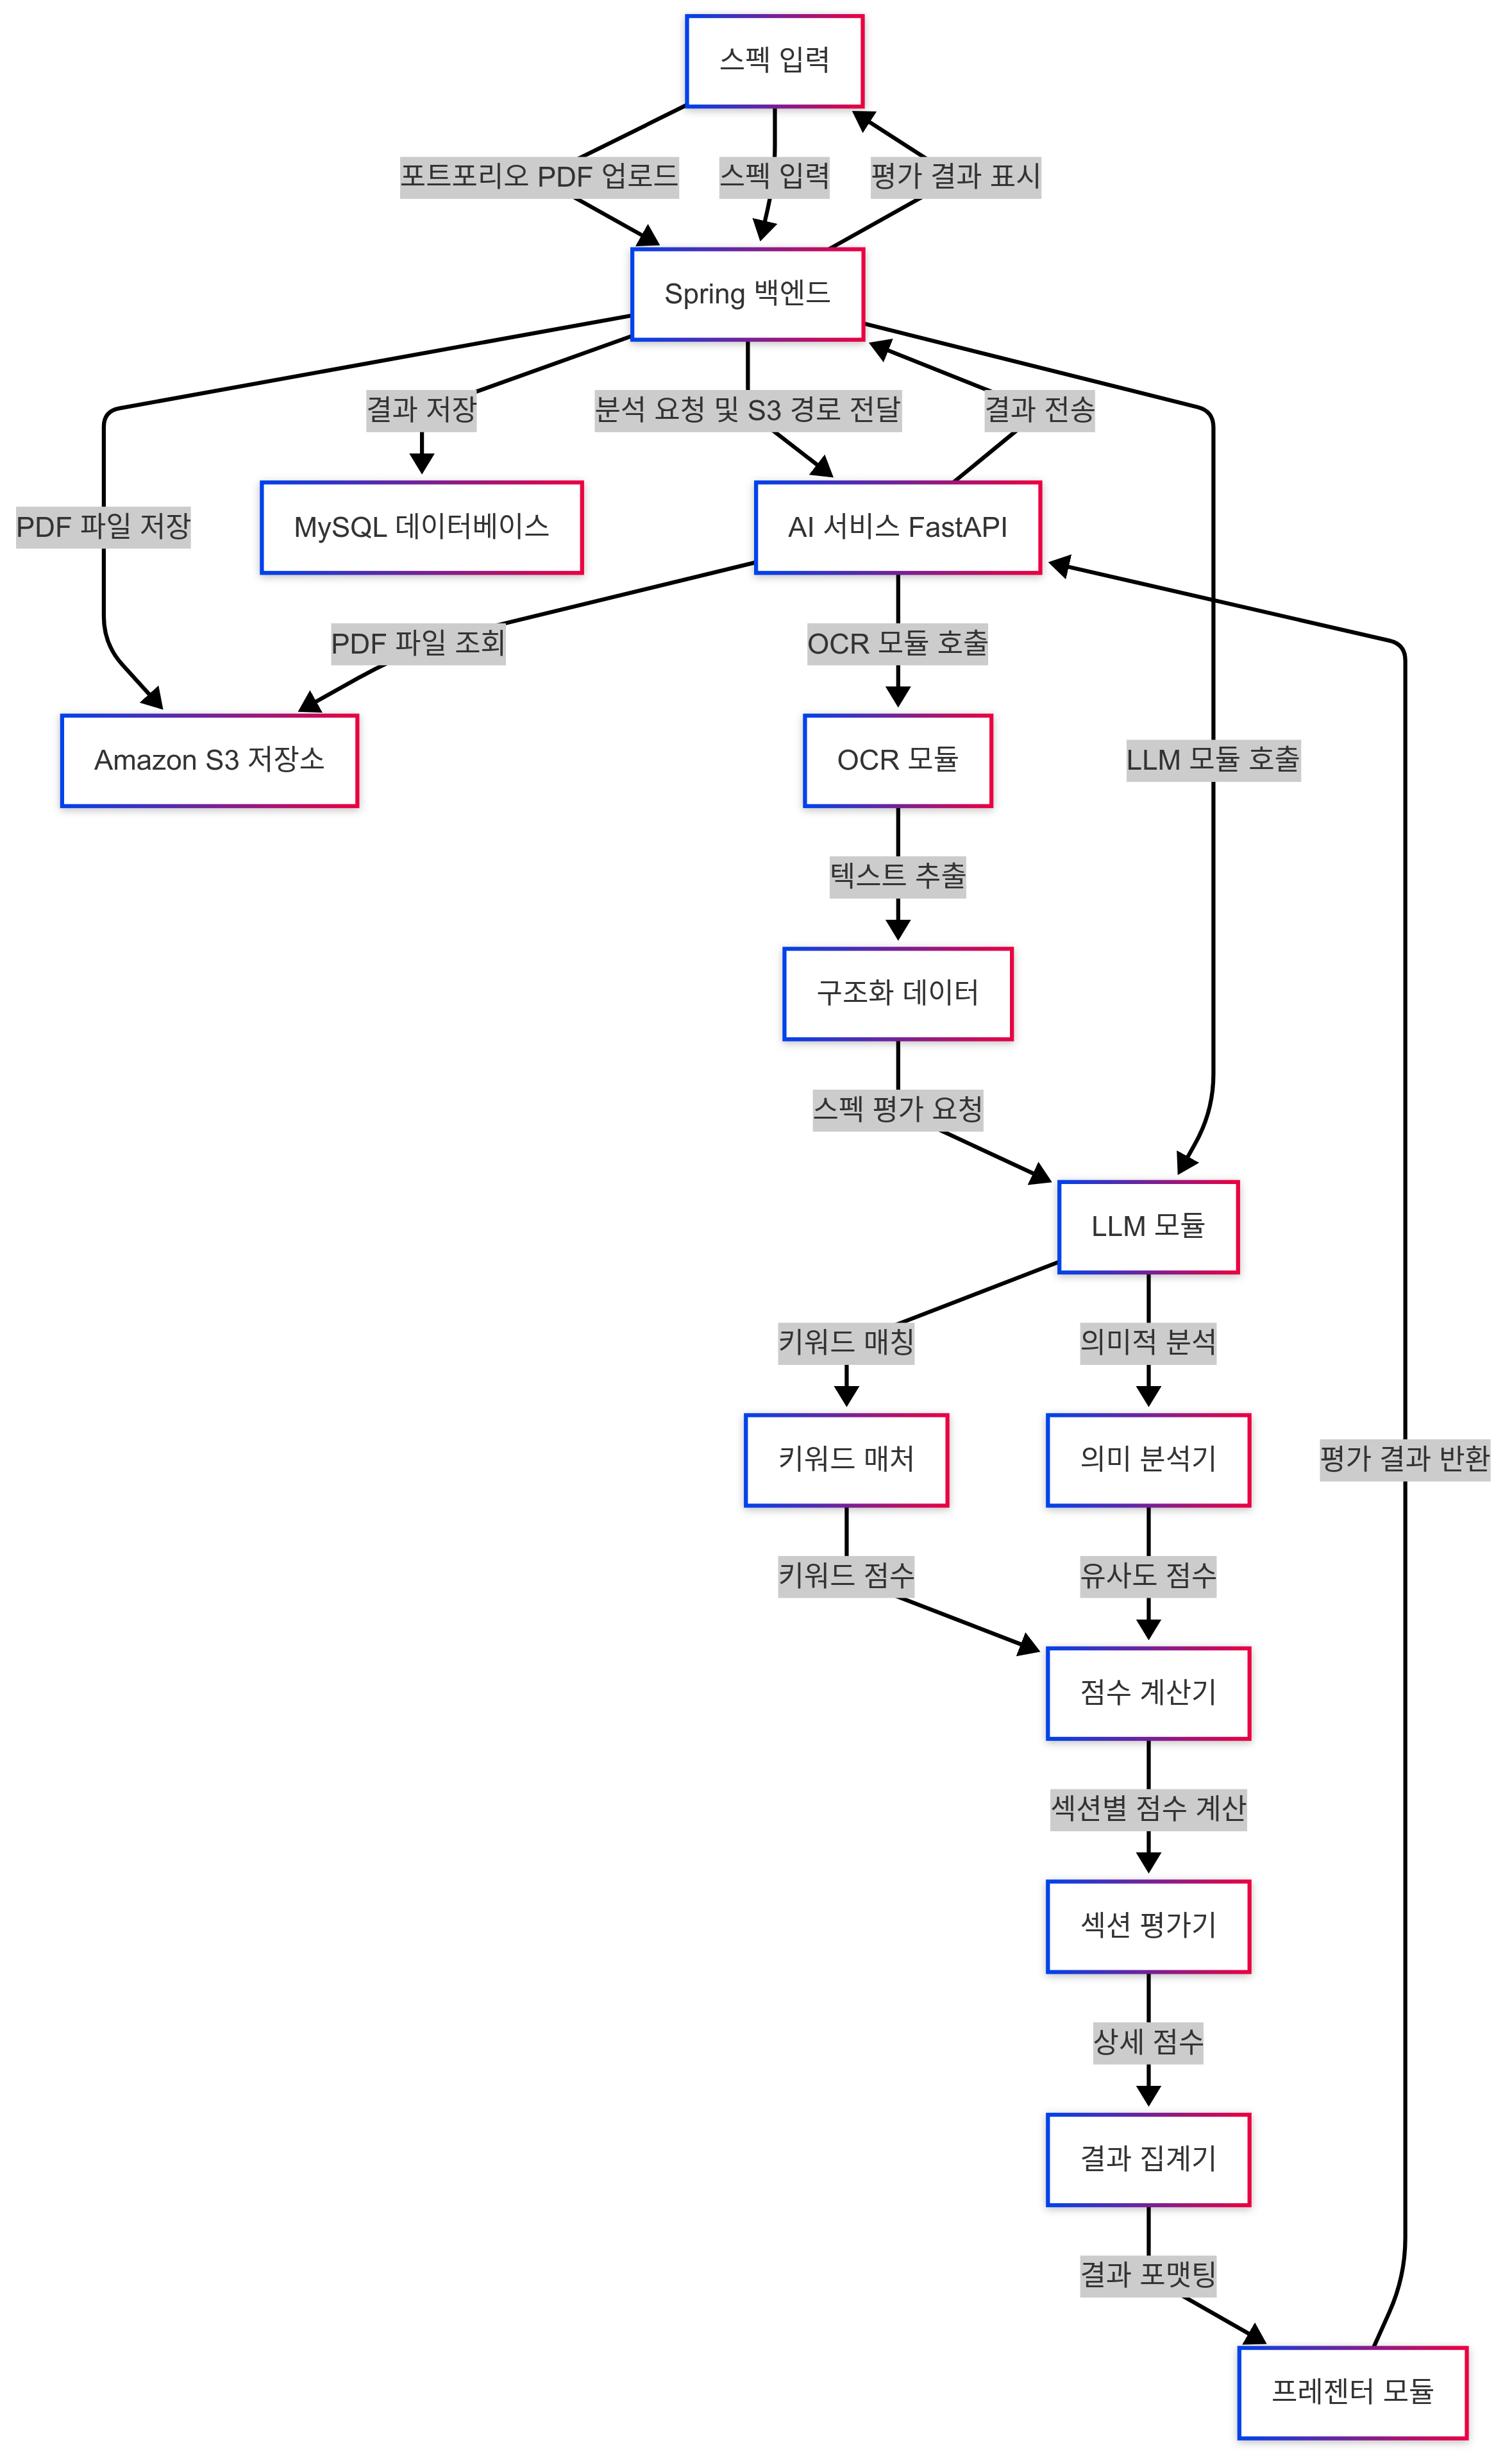 스펙 입력
포트포리오 PDF 업로드
스펙 입력
평가 결과 표시
Spring 백엔드
결과 저장
분석 요청 및 S3 경로 전달
결과 전송
PDF 파일 저장
MySQL 데이터베이스
AI 서비스 FastAPI
PDF 파일 조회
OCR 모듈 호출
Amazon S3 저장소
OCR 모듈
LLM 모듈 호출
텍스트 추출
구조화 데이터
스펙 평가 요청
LLM 모듈
키워드 매칭
의미적 분석
키워드 매처
의미 분석기
평가 결과 반환
키워드 점수
유사도 점수
점수 계산기
섹션별 점수 계산
섹션 평가기
상세 점수
결과 집계기
결과 포맷팅
프레젠터 모듈